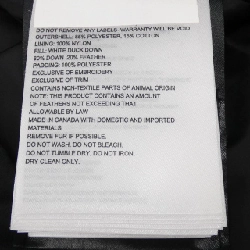 DO NOT REMOVE ANY LABELS. WARRANTY WILL BE VOID
OUTERSHELL: 85% POLYESTER, 15% COTTON
LINING: 100% NYLON
FILL: WHITE DUCK DOWN
80% DOWN 20% FEATHER
PADDING: 100% POLYESTER
EXCLUSIVE OF EMBROIDERY
EXCLUSIVE OF TRIM
CONTAINS NON-TEXTILE PARTS OF ANIMAL ORIGIN
NOTE: THIS PRODUCT CONTAINS AN AMOUNT
OF FEATHERS NOT EXCEEDING THAT
ALLOWABLE BY LAW
MADE IN CANADA WITH DOMESTIC AND IMPORTED
MATERIALS
REMOVE FUR IF POSSIBLE.
DO NOT WASH. DO NOT BLEACH.
DO NOT TUMBLE DRY. DO NOT IRON
DRY CLEAN ONLY.